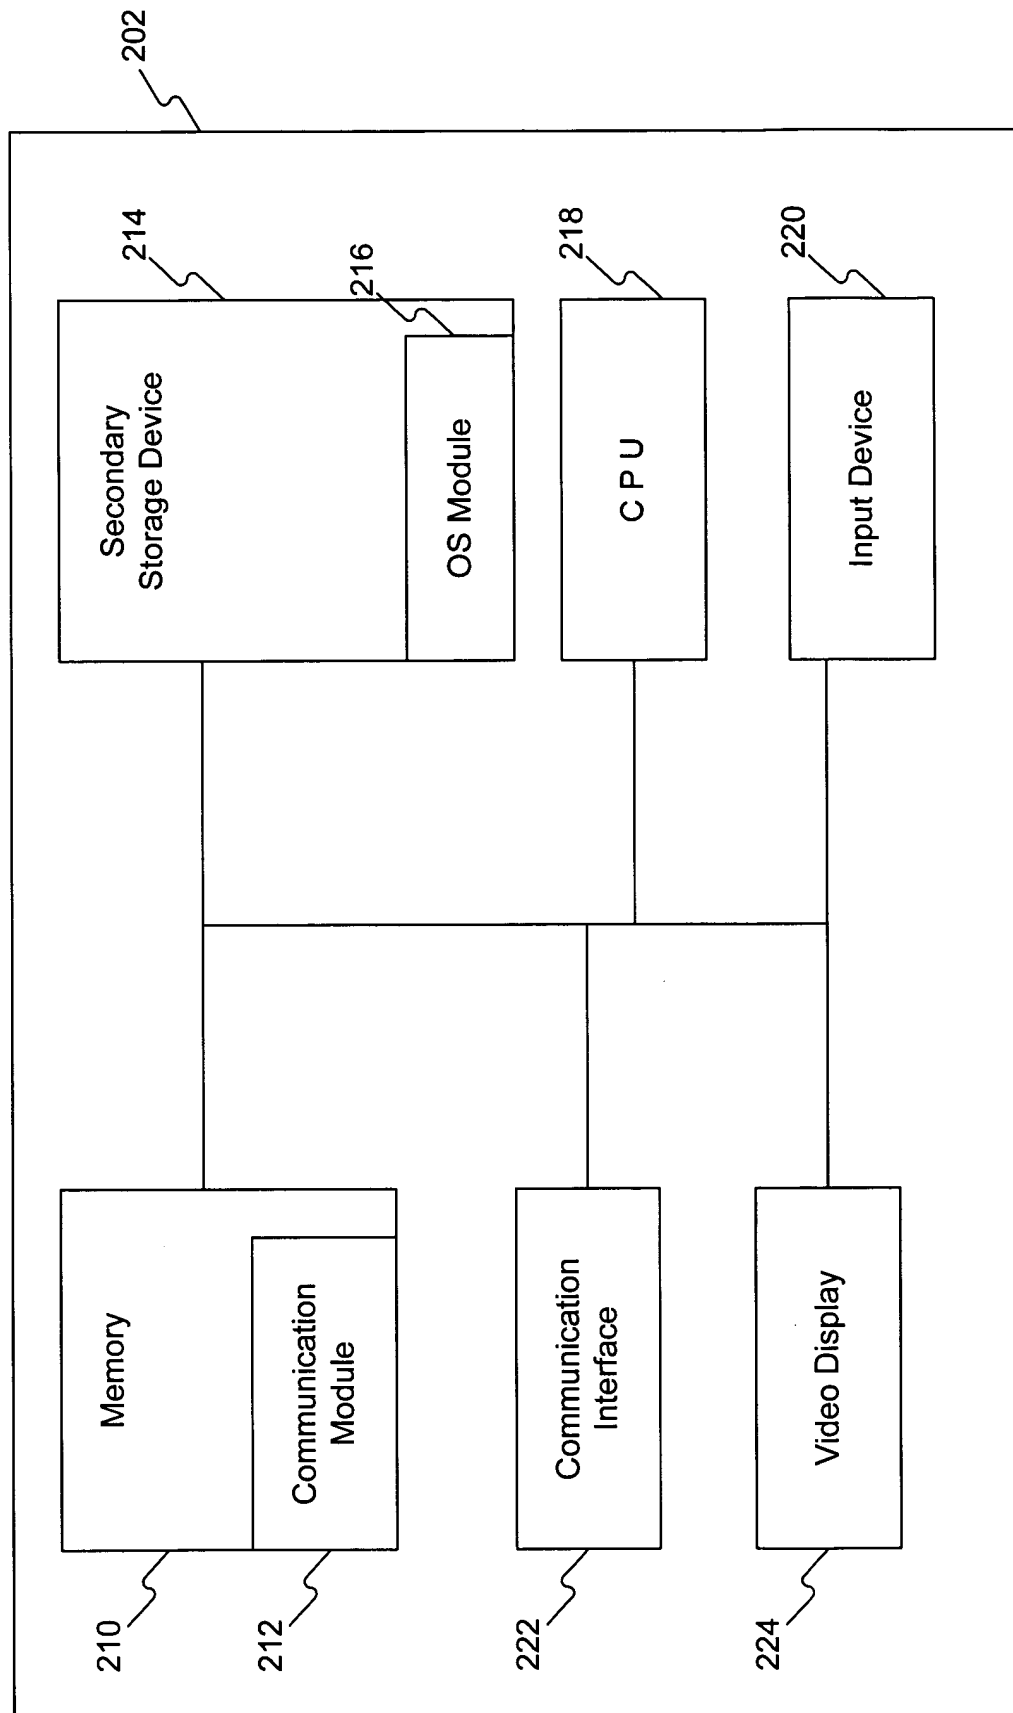 202
210
Memory
212
Communication
Module
214
Secondary
Storage Device
216
OS Module
222
Communication
Interface
218
C P U
224
Video Display
220
Input Device